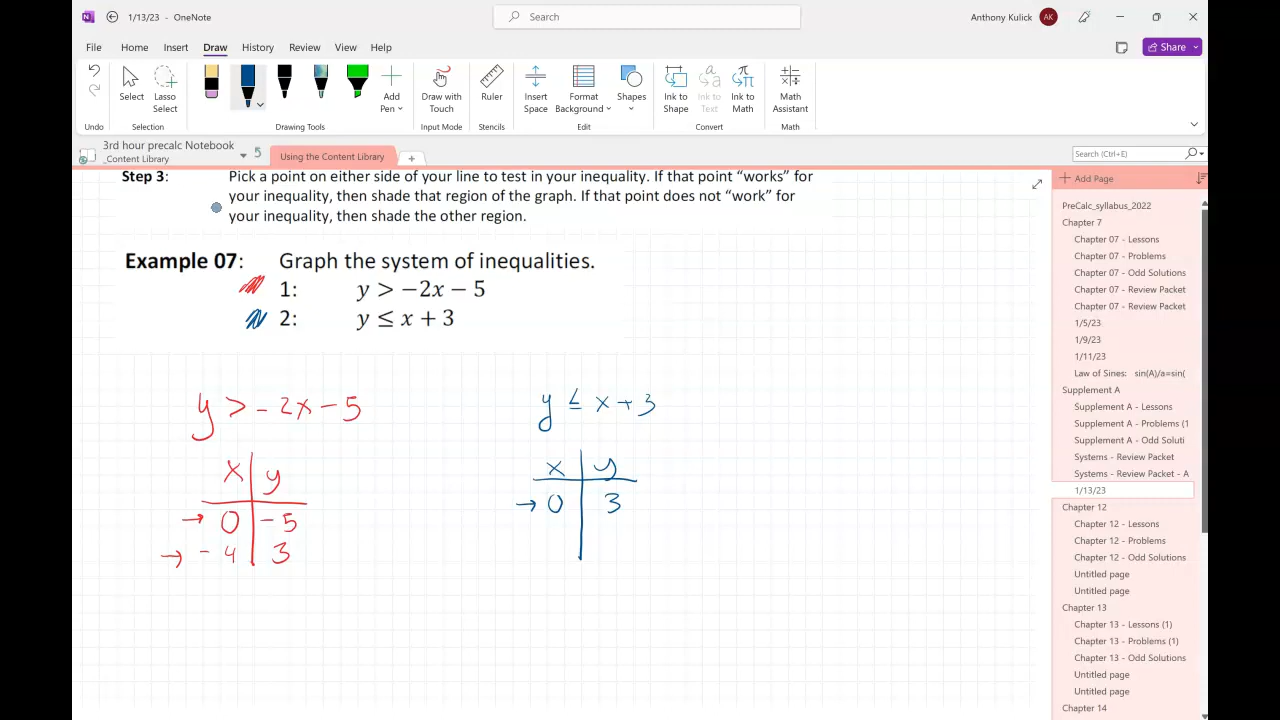 1/13/23 - OneNote
Search
Anthony Kulick AK
File Home Insert Draw History Review View Help
Share
Undo
Select
Lasso Select
Add Pen
Draw with Touch
Ruler
Insert Space
Format Background
Shapes
Ink to Shape
Ink to Text
Ink to Math
Math Assistant
Selection
Drawing Tools
Input Mode
Stencils
Edit
Convert
Math
3rd hour precalc Notebook
_Content Library
Using the Content Library
Search (Ctrl+E)
Step 3: Pick a point on either side of your line to test in your inequality. If that point “works” for
your inequality, then shade that region of the graph. If that point does not “work” for
your inequality, then shade the other region.
Example 07: Graph the system of inequalities.
1: y > −2x − 5
2: y ≤ x + 3
y > - 2x - 5
x y
→ 0 - 5
→ - 4 3
y ≤ x + 3
x y
→ 0 3
Add Page
PreCalc_syllabus_2022
Chapter 7
Chapter 07 - Lessons
Chapter 07 - Problems
Chapter 07 - Odd Solutions
Chapter 07 - Review Packet
Chapter 07 - Review Packet
1/5/23
1/9/23
1/11/23
Law of Sines: sin(A)/a=sin(
Supplement A
Supplement A - Lessons
Supplement A - Problems (1
Supplement A - Odd Soluti
Systems - Review Packet
Systems - Review Packet - A
1/13/23
Chapter 12
Chapter 12 - Lessons
Chapter 12 - Problems
Chapter 12 - Odd Solutions
Untitled page
Untitled page
Chapter 13
Chapter 13 - Lessons (1)
Chapter 13 - Problems (1)
Chapter 13 - Odd Solutions
Untitled page
Untitled page
Chapter 14